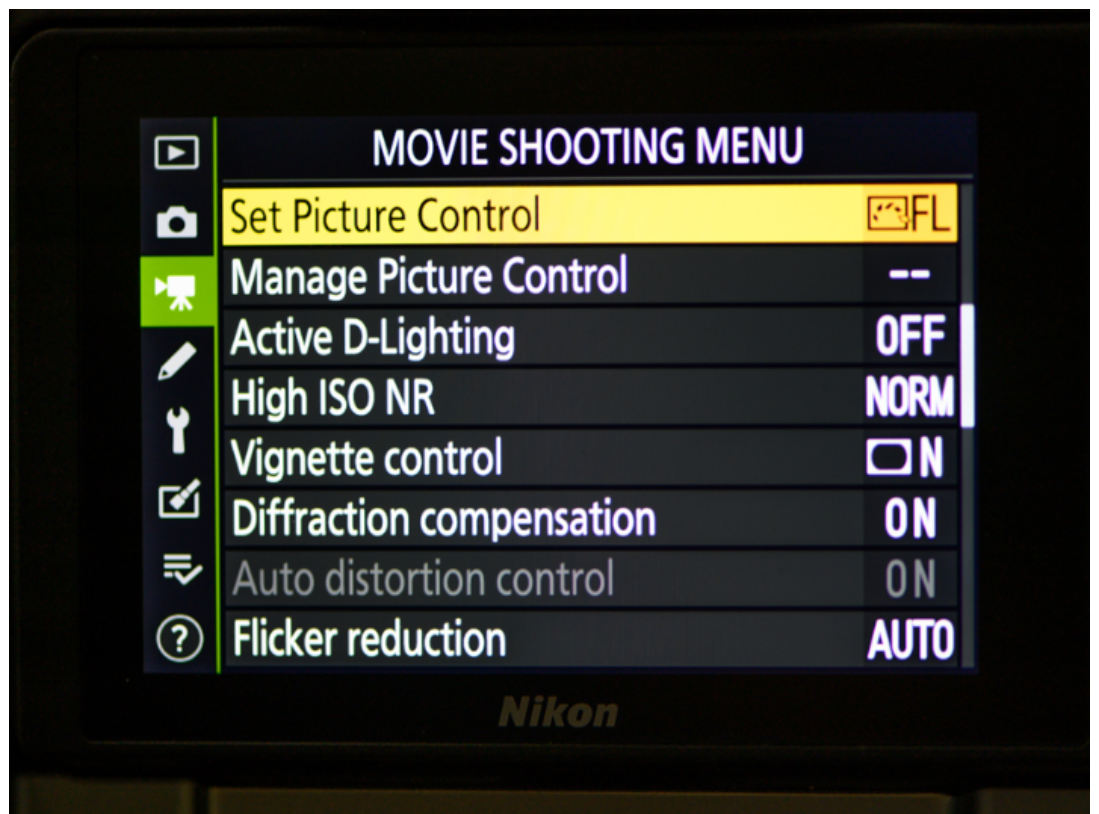 MOVIE SHOOTING MENU
Set Picture Control FL
Manage Picture Control --
Active D-Lighting OFF
High ISO NR NORM
Vignette control N
Diffraction compensation ON
Auto distortion control ON
? Flicker reduction AUTO
Nikon